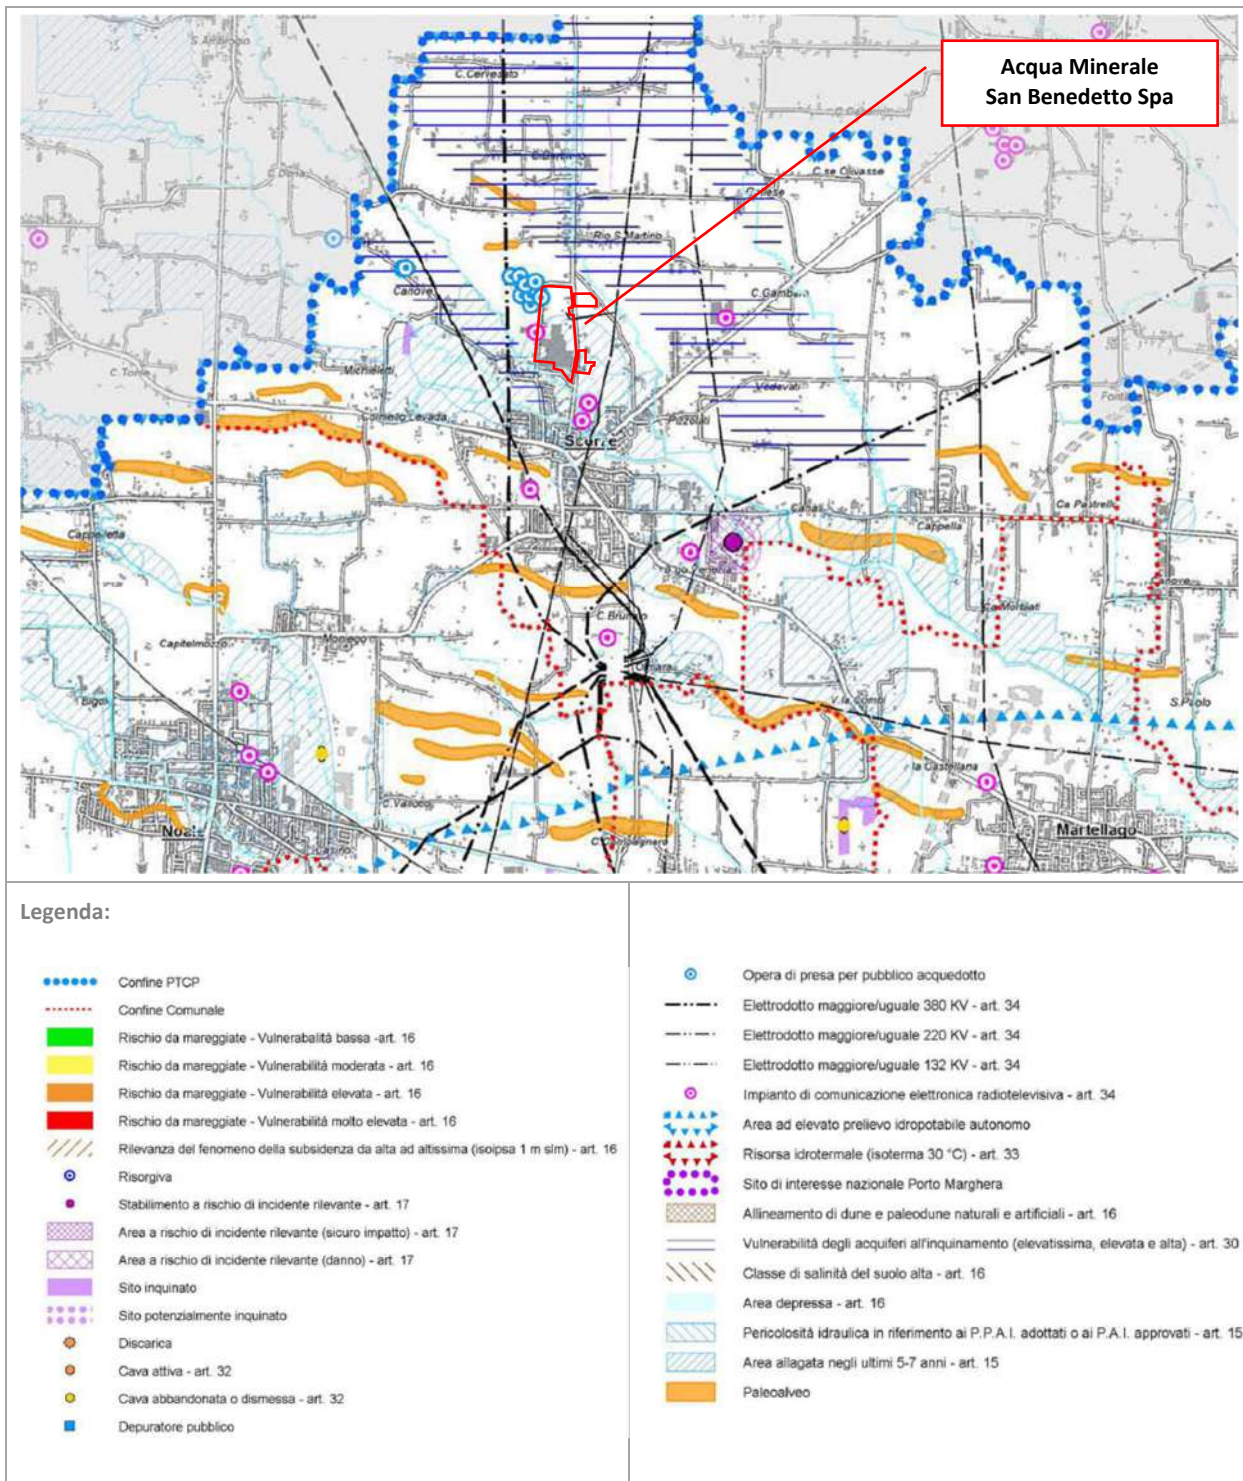 Acqua Minerale
San Benedetto Spa
S. Ambrogio
C. Cervesato
C.se Olivasse
Rio S. Martino
Canove
C. Gambaro
C. Torre
Micheletti
Vedevati
Fontane
Scorzè
Cappelletta
Canali
Cappella
Ca Pastrelli
C. Brunino
Capitelmozzo
Moniego
Bigoli
S. Paolo
la Castellana
Noale
Martellago
Legenda:
Confine PTCP
Confine Comunale
Rischio da mareggiate - Vulnerabalità bassa -art. 16
Rischio da mareggiate - Vulnerabilità moderata - art. 16
Rischio da mareggiate - Vulnerabilità elevata - art. 16
Rischio da mareggiate - Vulnerabilità molto elevata - art. 16
Rilevanza del fenomeno della subsidenza da alta ad altissima (isoipsa 1 m slm) - art. 16
Risorgiva
Stabilimento a rischio di incidente rilevante - art. 17
Area a rischio di incidente rilevante (sicuro impatto) - art. 17
Area a rischio di incidente rilevante (danno) - art. 17
Sito inquinato
Sito potenzialmente inquinato
Discarica
Cava attiva - art. 32
Cava abbandonata o dismessa - art. 32
Depuratore pubblico
Opera di presa per pubblico acquedotto
Elettrodotto maggiore/uguale 380 KV - art. 34
Elettrodotto maggiore/uguale 220 KV - art. 34
Elettrodotto maggiore/uguale 132 KV - art. 34
Impianto di comunicazione elettronica radiotelevisiva - art. 34
Area ad elevato prelievo idropotabile autonomo
Risorsa idrotermale (isoterma 30 °C) - art. 33
Sito di interesse nazionale Porto Marghera
Allineamento di dune e paleodune naturali e artificiali - art. 16
Vulnerabilità degli acquiferi all'inquinamento (elevatissima, elevata e alta) - art. 30
Classe di salinità del suolo alta - art. 16
Area depressa - art. 16
Pericolosità idraulica in riferimento ai P.P.A.I. adottati o ai P.A.I. approvati - art. 15
Area allagata negli ultimi 5-7 anni - art. 15
Paleoalveo